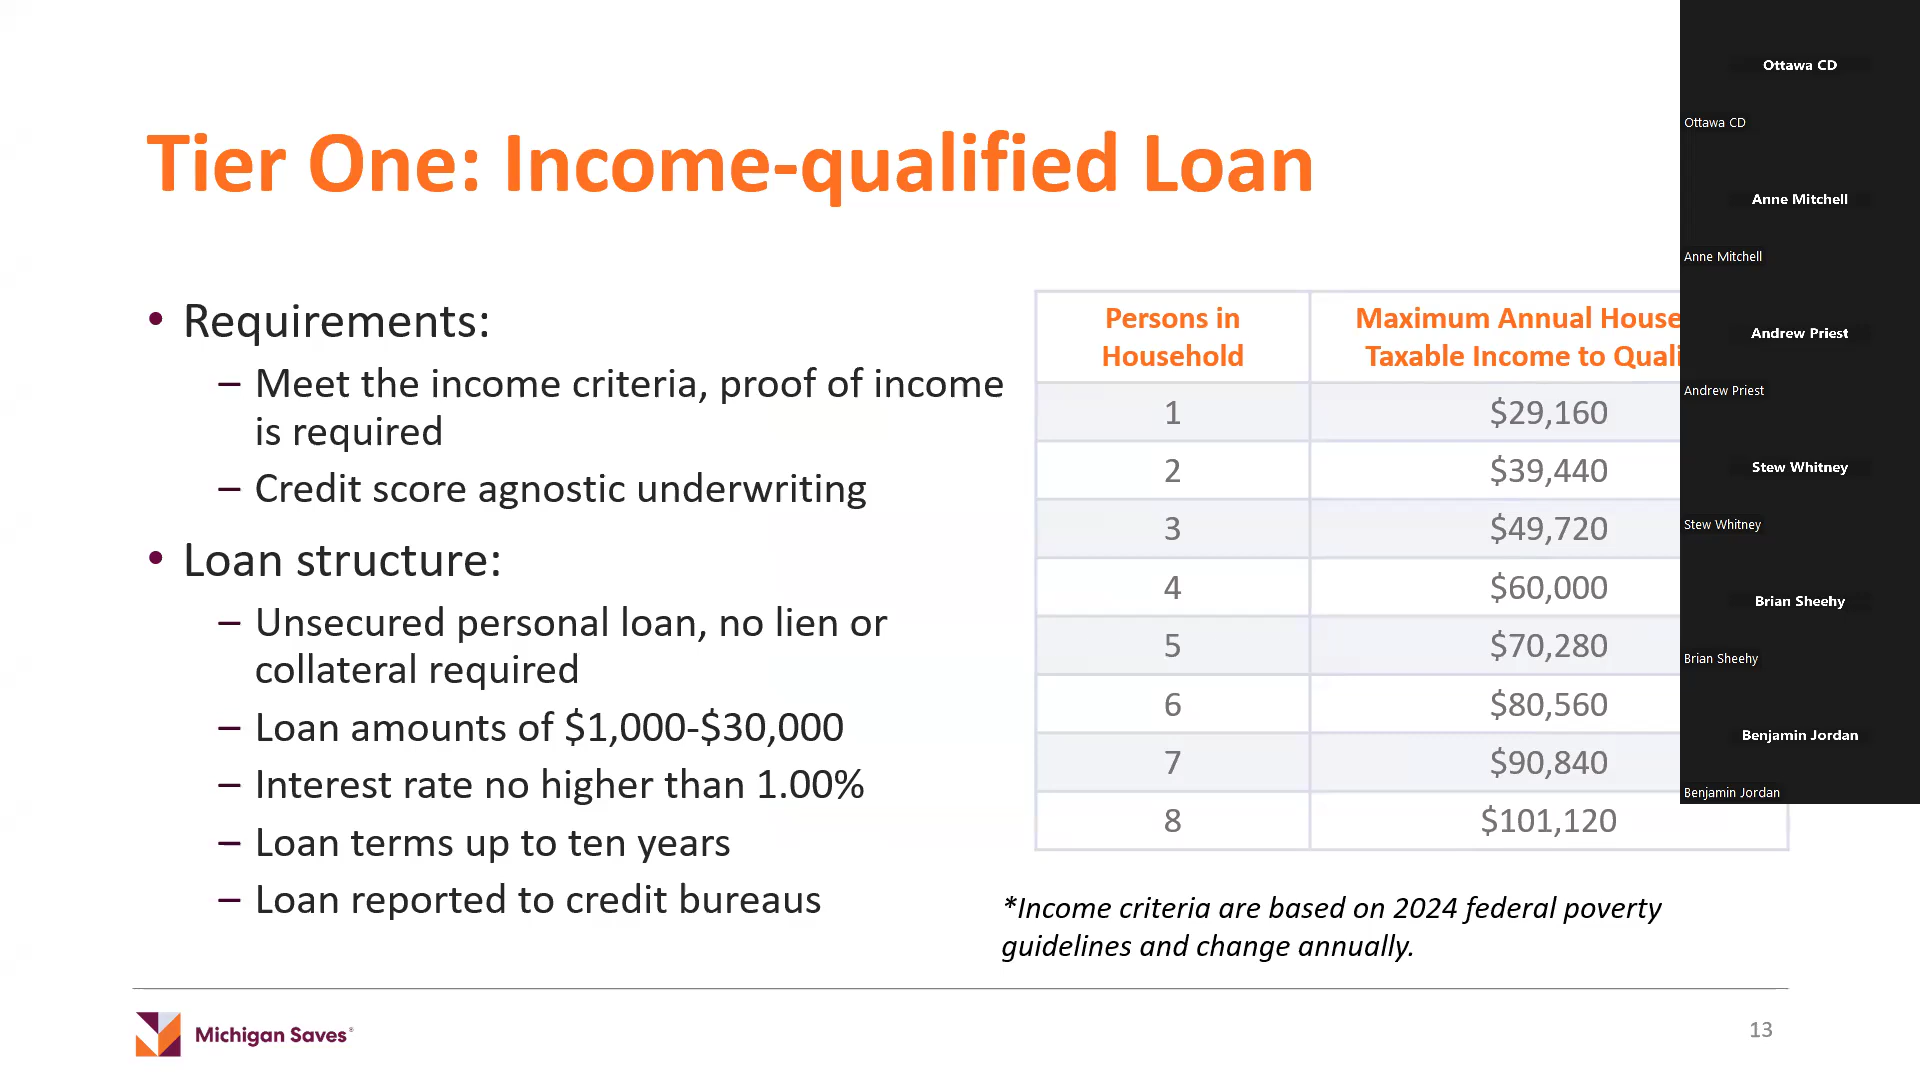 Tier One: Income-qualified Loan
• Requirements:
– Meet the income criteria, proof of income
is required
– Credit score agnostic underwriting
• Loan structure:
– Unsecured personal loan, no lien or
collateral required
– Loan amounts of $1,000-$30,000
– Interest rate no higher than 1.00%
– Loan terms up to ten years
– Loan reported to credit bureaus
Persons in
Household
Maximum Annual House
Taxable Income to Quali
1 $29,160
2 $39,440
3 $49,720
4 $60,000
5 $70,280
6 $80,560
7 $90,840
8 $101,120
*Income criteria are based on 2024 federal poverty
guidelines and change annually.
Michigan Saves®
13
Ottawa CD
Ottawa CD
Anne Mitchell
Anne Mitchell
Andrew Priest
Andrew Priest
Stew Whitney
Stew Whitney
Brian Sheehy
Brian Sheehy
Benjamin Jordan
Benjamin Jordan